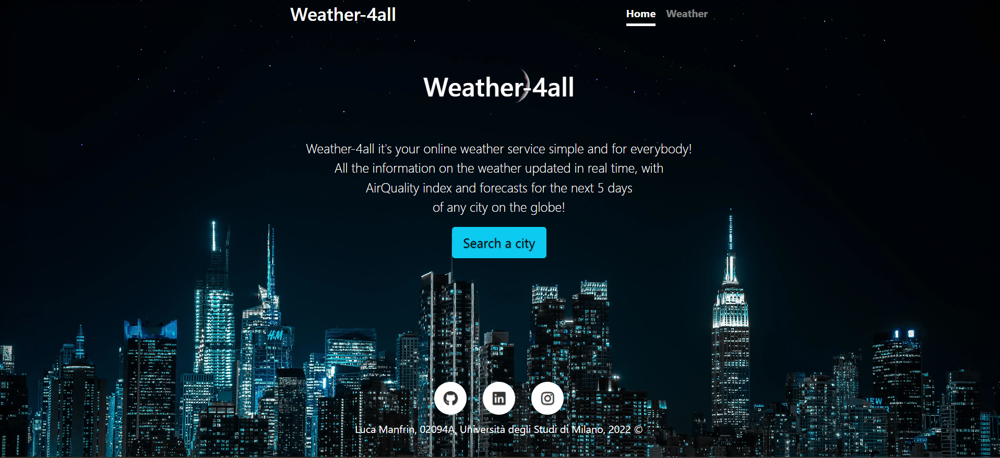 Weather-4all
Home Weather
Weather-4all
Weather-4all it's your online weather service simple and for everybody!
All the information on the weather updated in real time, with
AirQuality index and forecasts for the next 5 days
of any city on the globe!
Search a city
H&M
in
Luca Manfrin, 02094A, Università degli Studi di Milano, 2022 ©